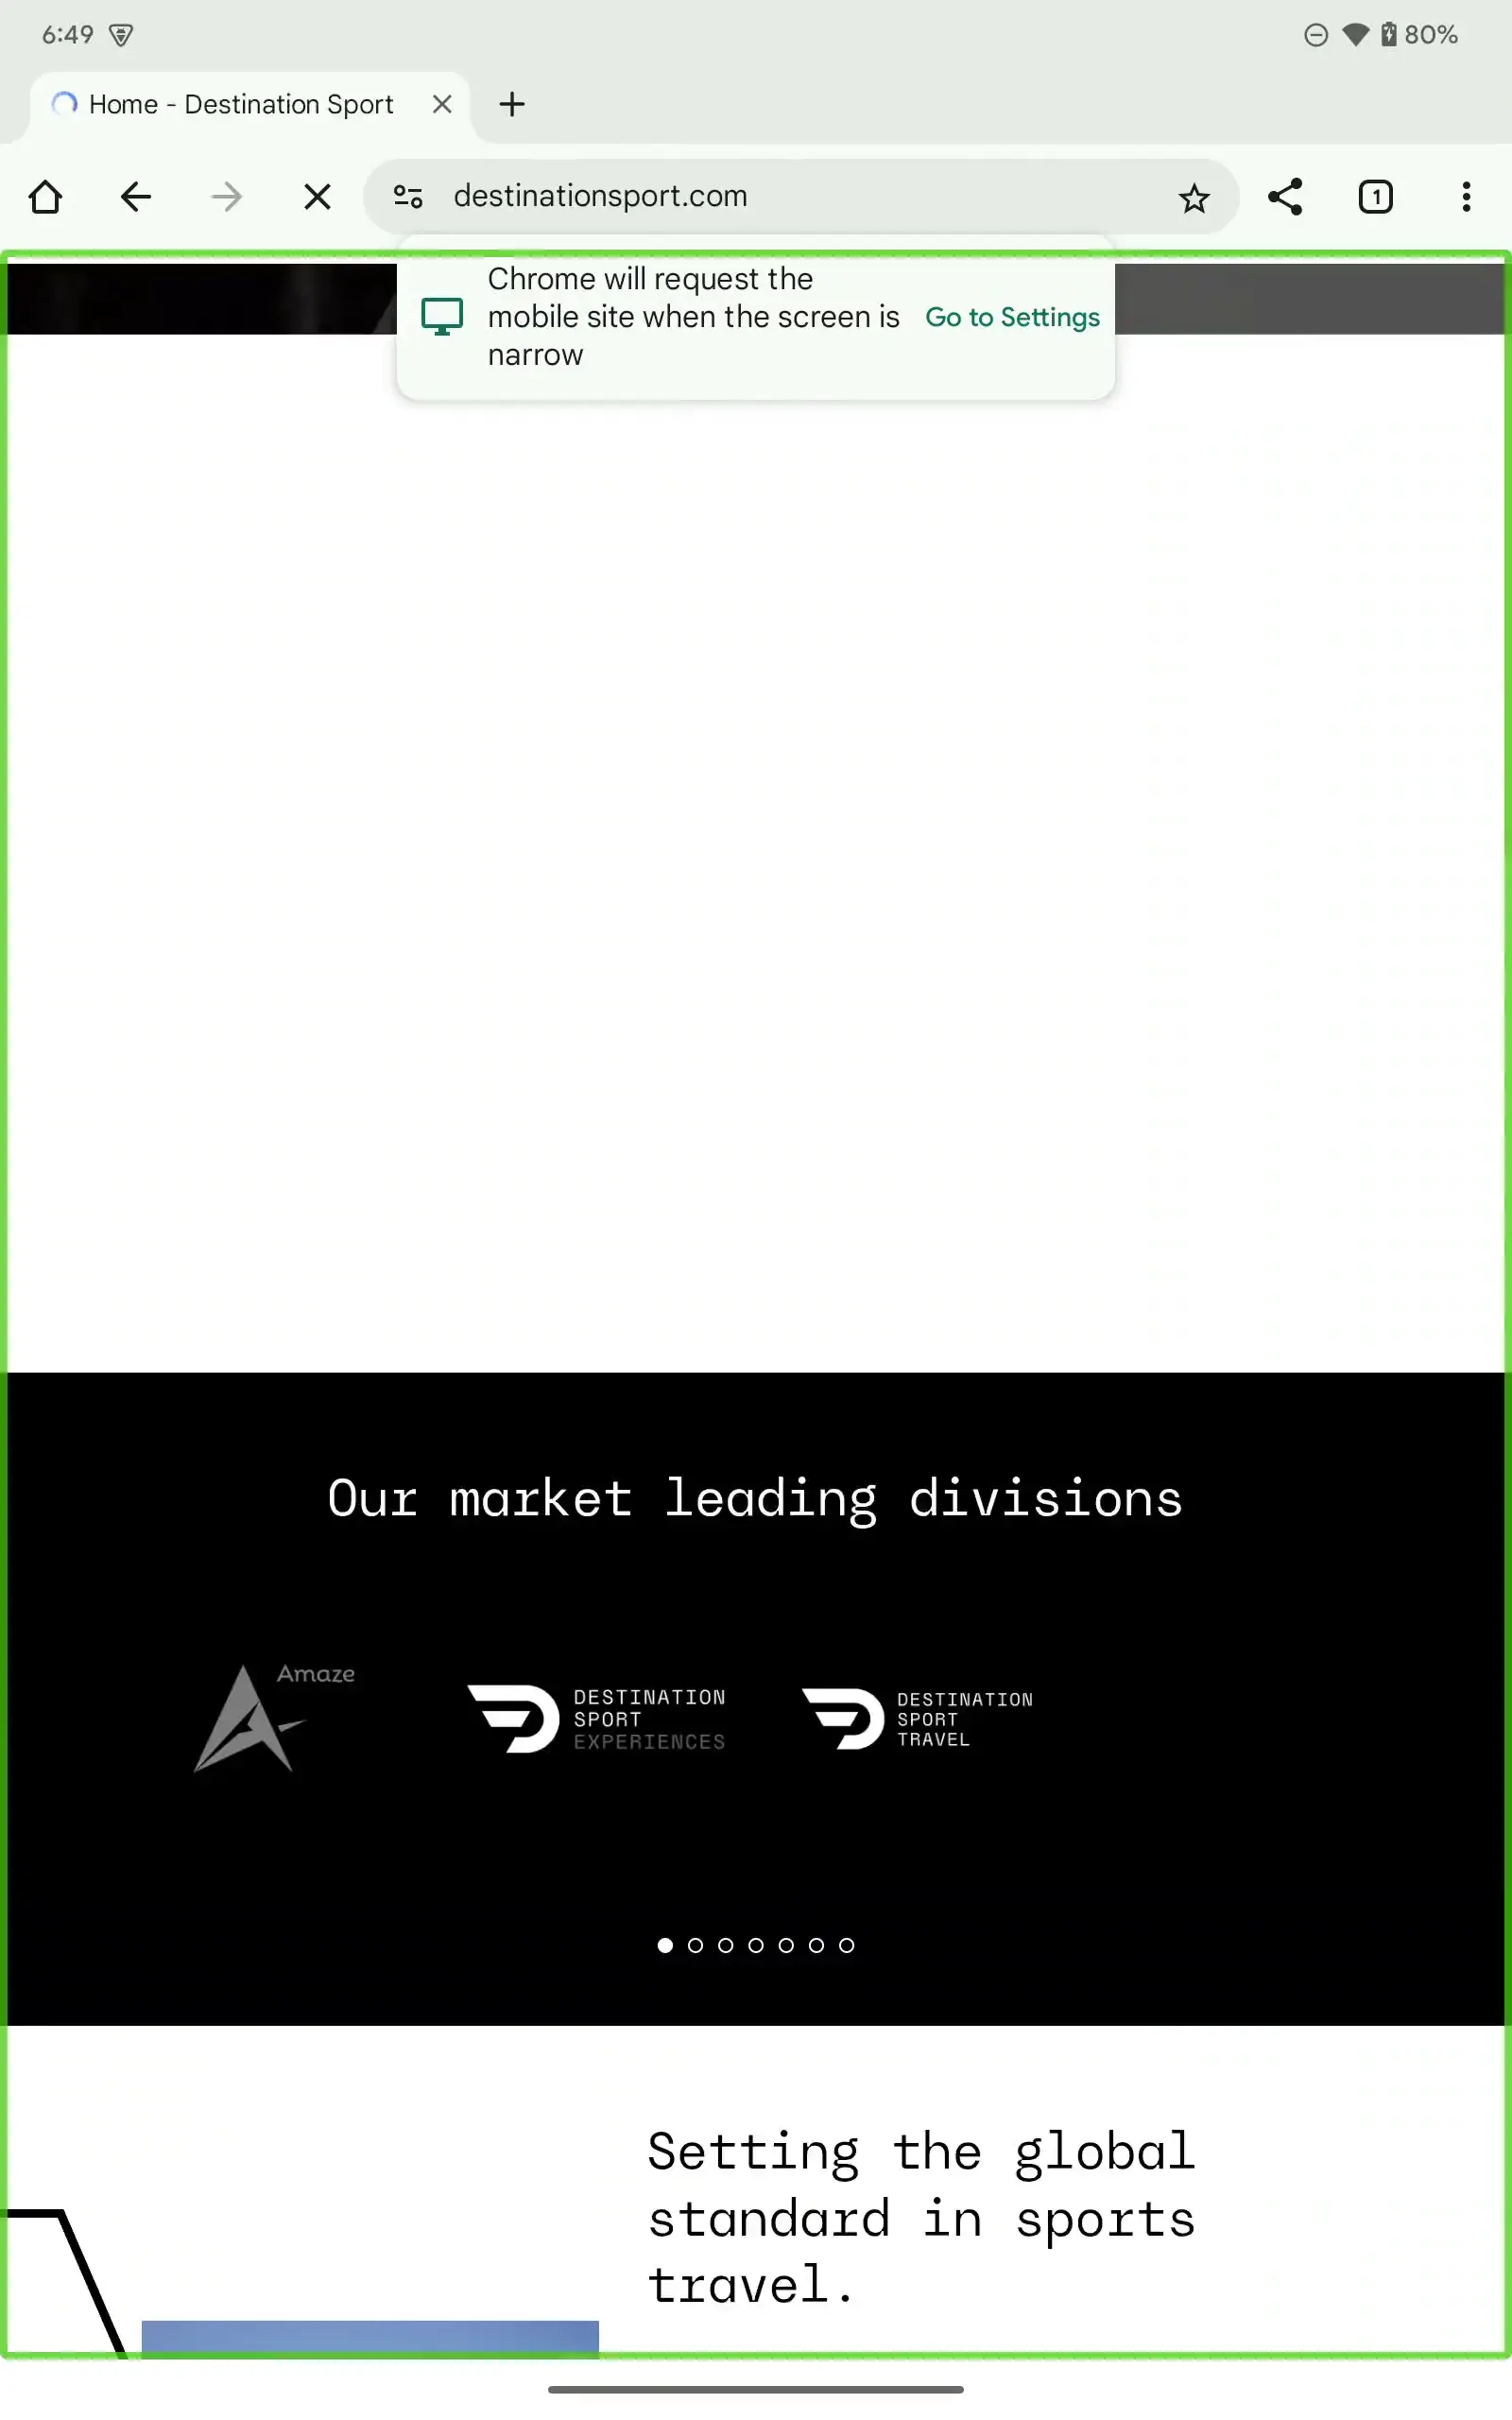 6:49
80%
Home - Destination Sport
destinationsport.com
1
Chrome will request the
mobile site when the screen is
narrow
Go to Settings
Our market leading divisions
Amaze
DESTINATION
SPORT
EXPERIENCES
DESTINATION
SPORT
TRAVEL
Setting the global
standard in sports
travel.